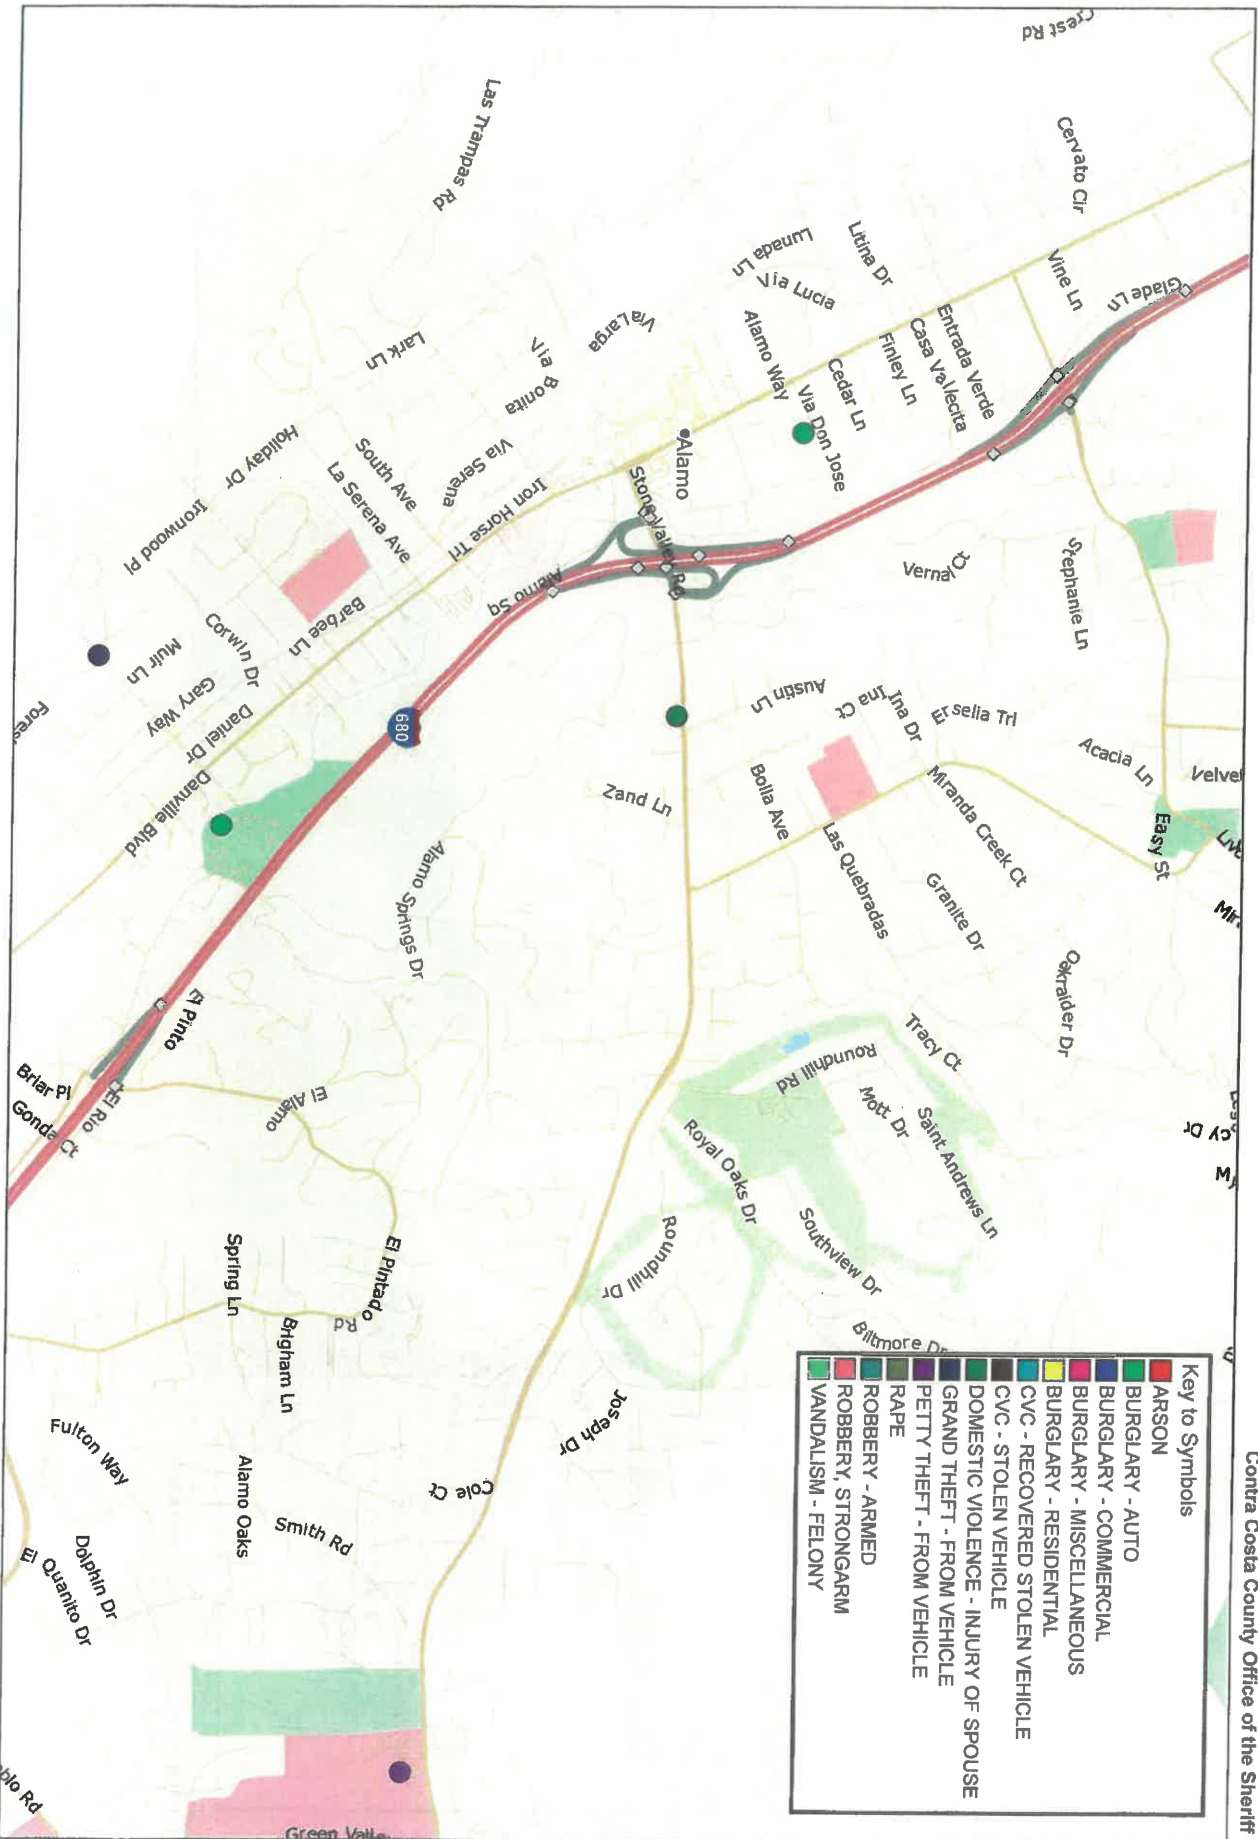 Contra Costa County Office of the Sheriff
Key to Symbols
ARSON
BURGLARY - AUTO
BURGLARY - COMMERCIAL
BURGLARY - MISCELLANEOUS
BURGLARY - RESIDENTIAL
CVC - RECOVERED STOLEN VEHICLE
CVC - STOLEN VEHICLE
DOMESTIC VIOLENCE - INJURY OF SPOUSE
GRAND THEFT - FROM VEHICLE
PETTY THEFT - FROM VEHICLE
RAPE
ROBBERY - ARMED
ROBBERY, STRONGARM
VANDALISM - FELONY
Crest Rd
Cervato Cir
Las Trampas Rd
Vine Ln
Glade Ln
Litina Dr
Lunada Ln
Via Lucia
Entrada Verde
Casa Vallecita
Finley Ln
Cedar Ln
Alamo Way
Via Don Jose
Via Larga
Via Bonita
Lark Ln
Alamo
Stone Valley Rd
Via Serena
Iron Horse Trl
South Ave
La Serena Ave
Holiday Dr
Ironwood Pl
Alamo Sq
Barbee Ln
Corwin Dr
Muir Ln
Gary Way
Daniel Dr
Danville Blvd
680
Vernal Ct
Stephanie Ln
Austin Ln
Ina Ct
Ina Dr
Erselia Trl
Acacia Ln
Velvet
Easy St
Zand Ln
Bolla Ave
Miranda Creek Ct
Las Quebradas
Granite Dr
Oakraider Dr
Alamo Springs Dr
Tracy Ct
Roundhill Rd
Mott Dr
Saint Andrews Ln
Royal Oaks Dr
Southview Dr
Roundhill Dr
Biltmore Dr
El Pinto
Briar Pl
Gonda Ct
El Rio
El Alamo
El Pintado Rd
Spring Ln
Brigham Ln
Joseph Dr
Cole Ct
Fulton Way
Alamo Oaks
Smith Rd
Dolphin Dr
El Quanito Dr
cy Dr
blo Rd
Green Valley